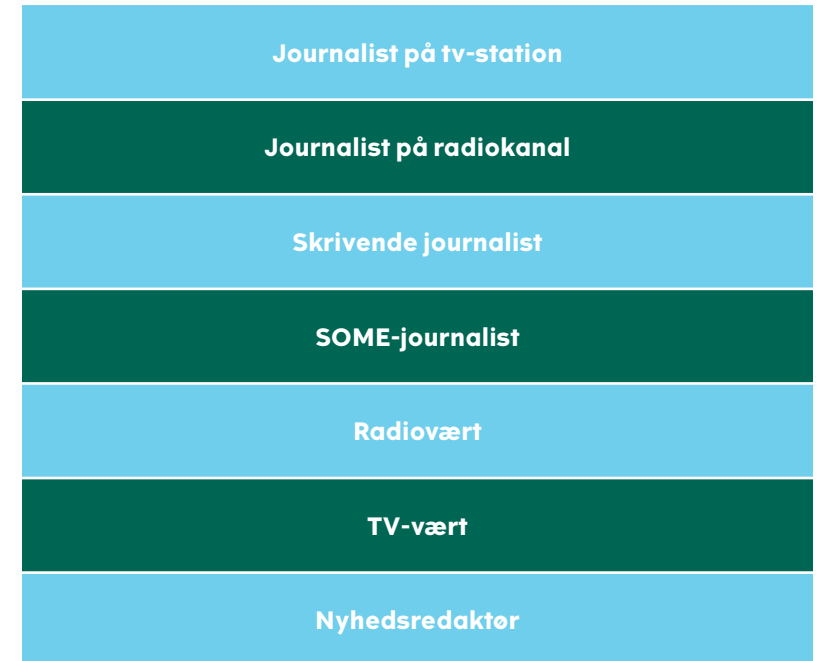 Journalist på tv-station
Journalist på radiokanal
Skrivende journalist
SOME-journalist
Radiovært
TV-vært
Nyhedsredaktør